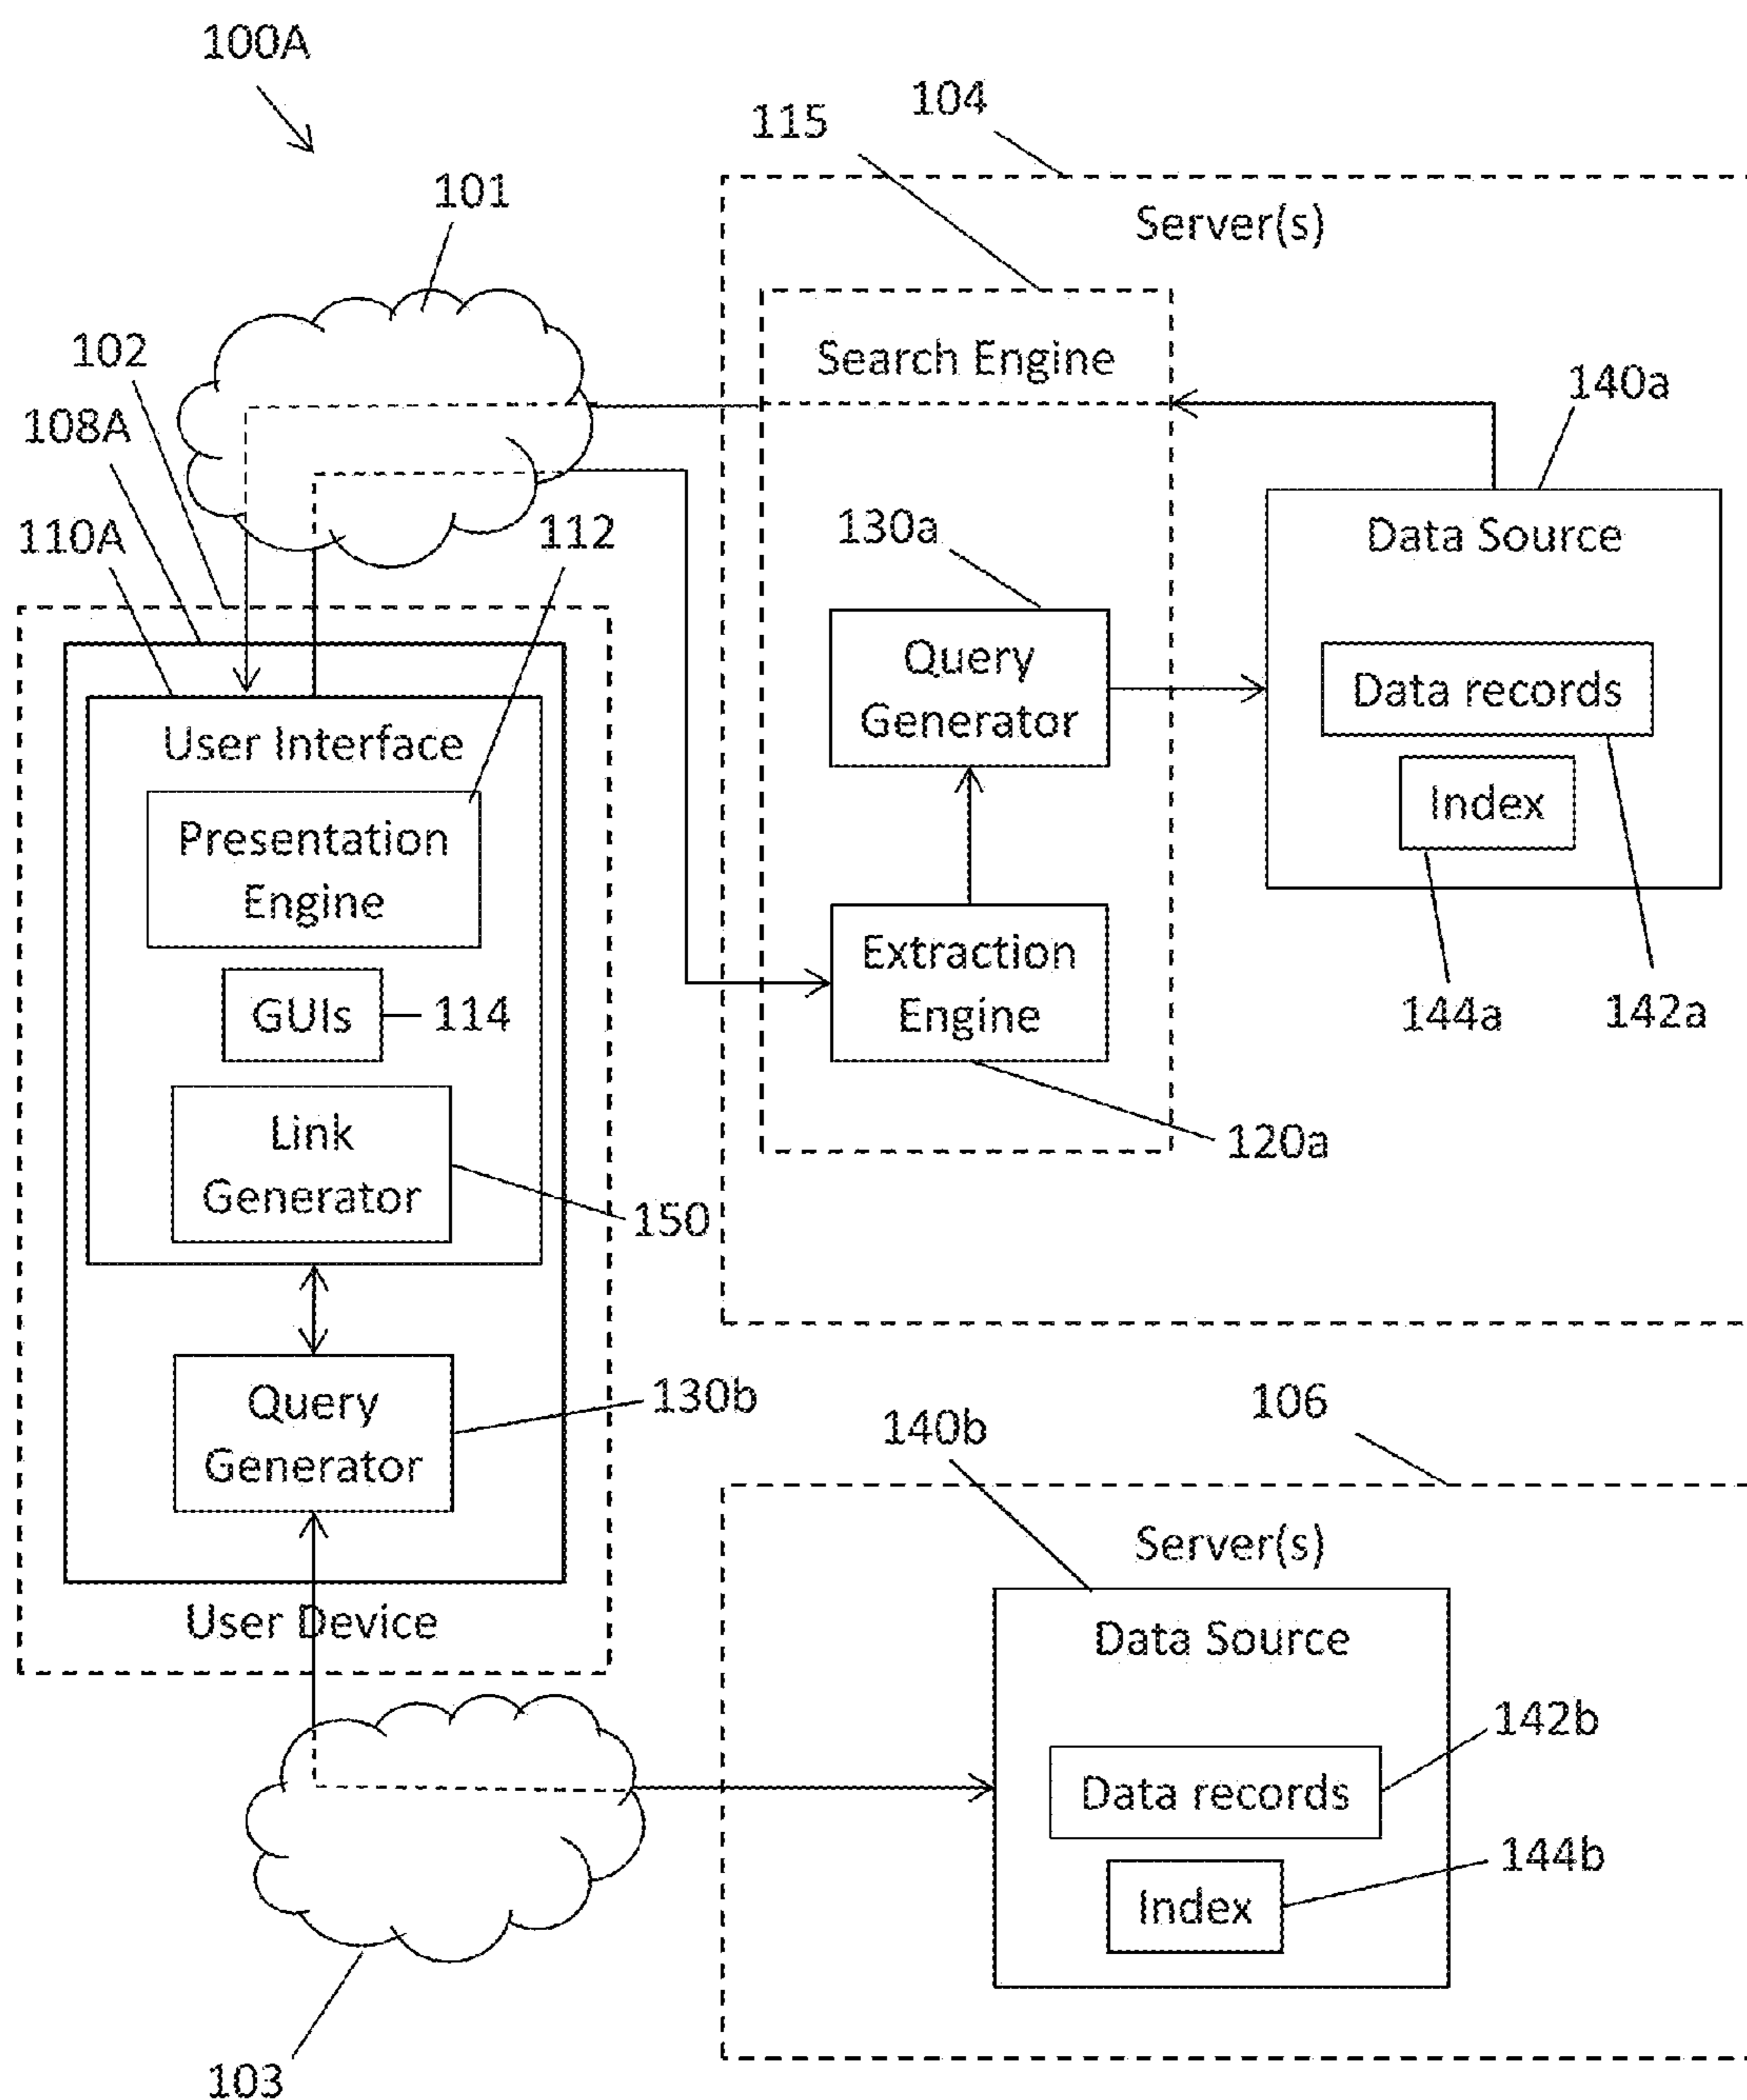 100A
104
115
101
Server(s)
102
Search Engine
140a
108A
110A
112
130a
Data Source
Query
Generator
Data records
User Interface
Index
Presentation
Engine
Extraction
Engine
GUIs
114
144a
142a
Link
Generator
120a
150
Query
Generator
130b
106
140b
Server(s)
User Device
Data Source
142b
Data records
144b
Index
103